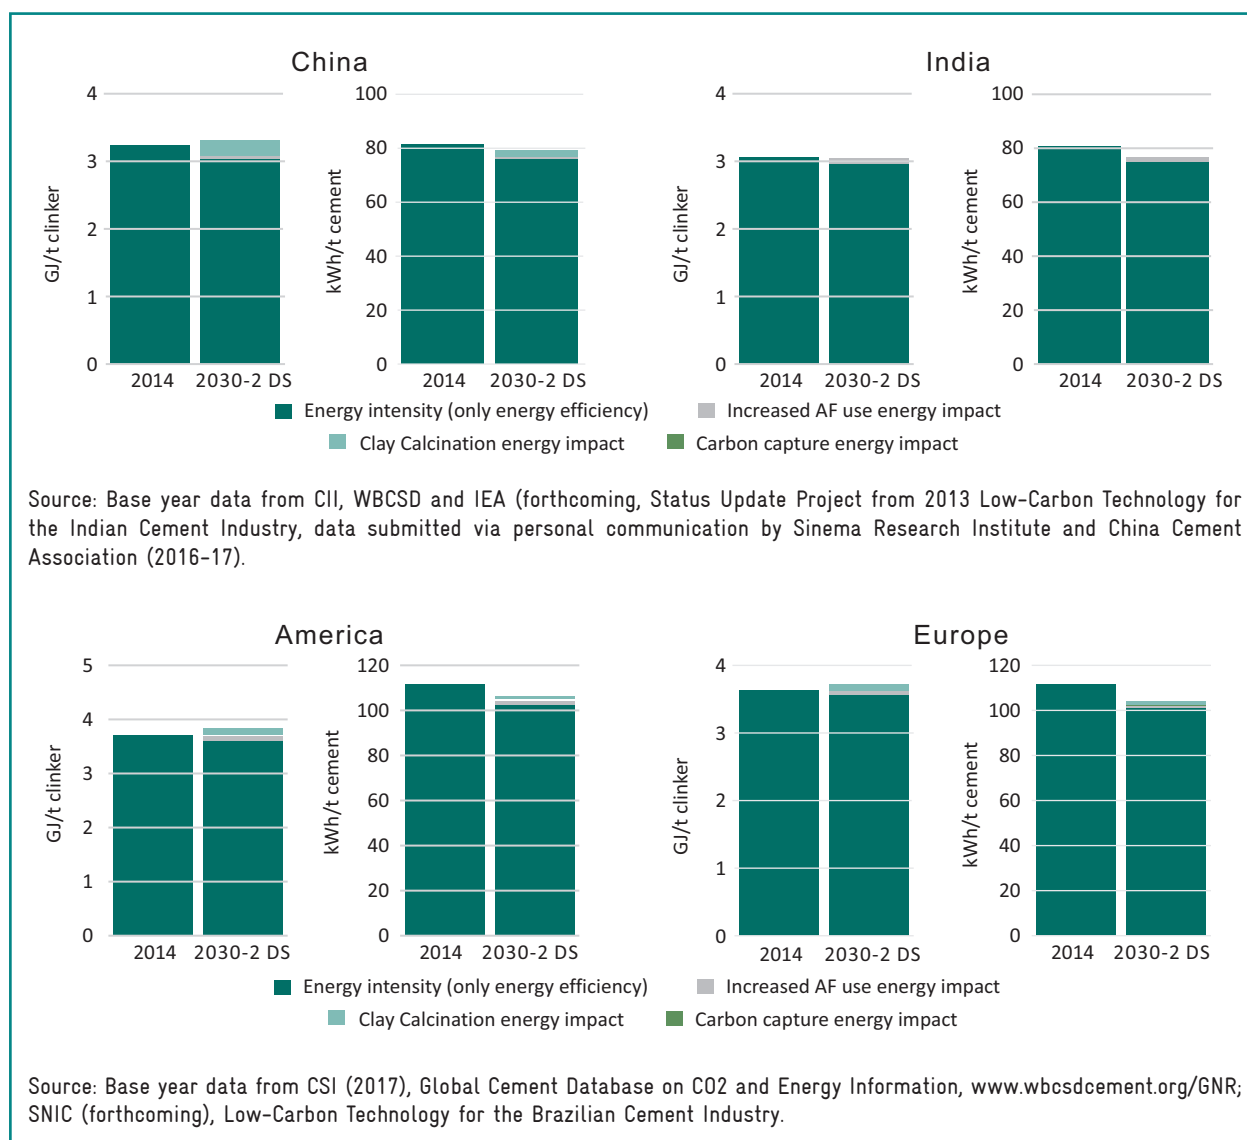 China
India
4
3
2
1
0
GJ/t clinker
2014
2030-2 DS
100
80
60
40
20
0
kWh/t cement
2014
2030-2 DS
4
3
2
1
0
GJ/t clinker
2014
2030-2 DS
100
80
60
40
20
0
kWh/t cement
2014
2030-2 DS
Energy intensity (only energy efficiency)
Increased AF use energy impact
Clay Calcination energy impact
Carbon capture energy impact
Source: Base year data from CII, WBCSD and IEA (forthcoming, Status Update Project from 2013 Low-Carbon Technology for
the Indian Cement Industry, data submitted via personal communication by Sinema Research Institute and China Cement
Association (2016-17).
America
Europe
5
4
3
2
1
0
GJ/t clinker
2014
2030-2 DS
120
100
80
60
40
20
0
kWh/t cement
2014
2030-2 DS
4
3
2
1
0
GJ/t clinker
2014
2030-2 DS
120
100
80
60
40
20
0
kWh/t cement
2014
2030-2 DS
Energy intensity (only energy efficiency)
Increased AF use energy impact
Clay Calcination energy impact
Carbon capture energy impact
Source: Base year data from CSI (2017), Global Cement Database on CO2 and Energy Information, www.wbcsdcement.org/GNR;
SNIC (forthcoming), Low-Carbon Technology for the Brazilian Cement Industry.